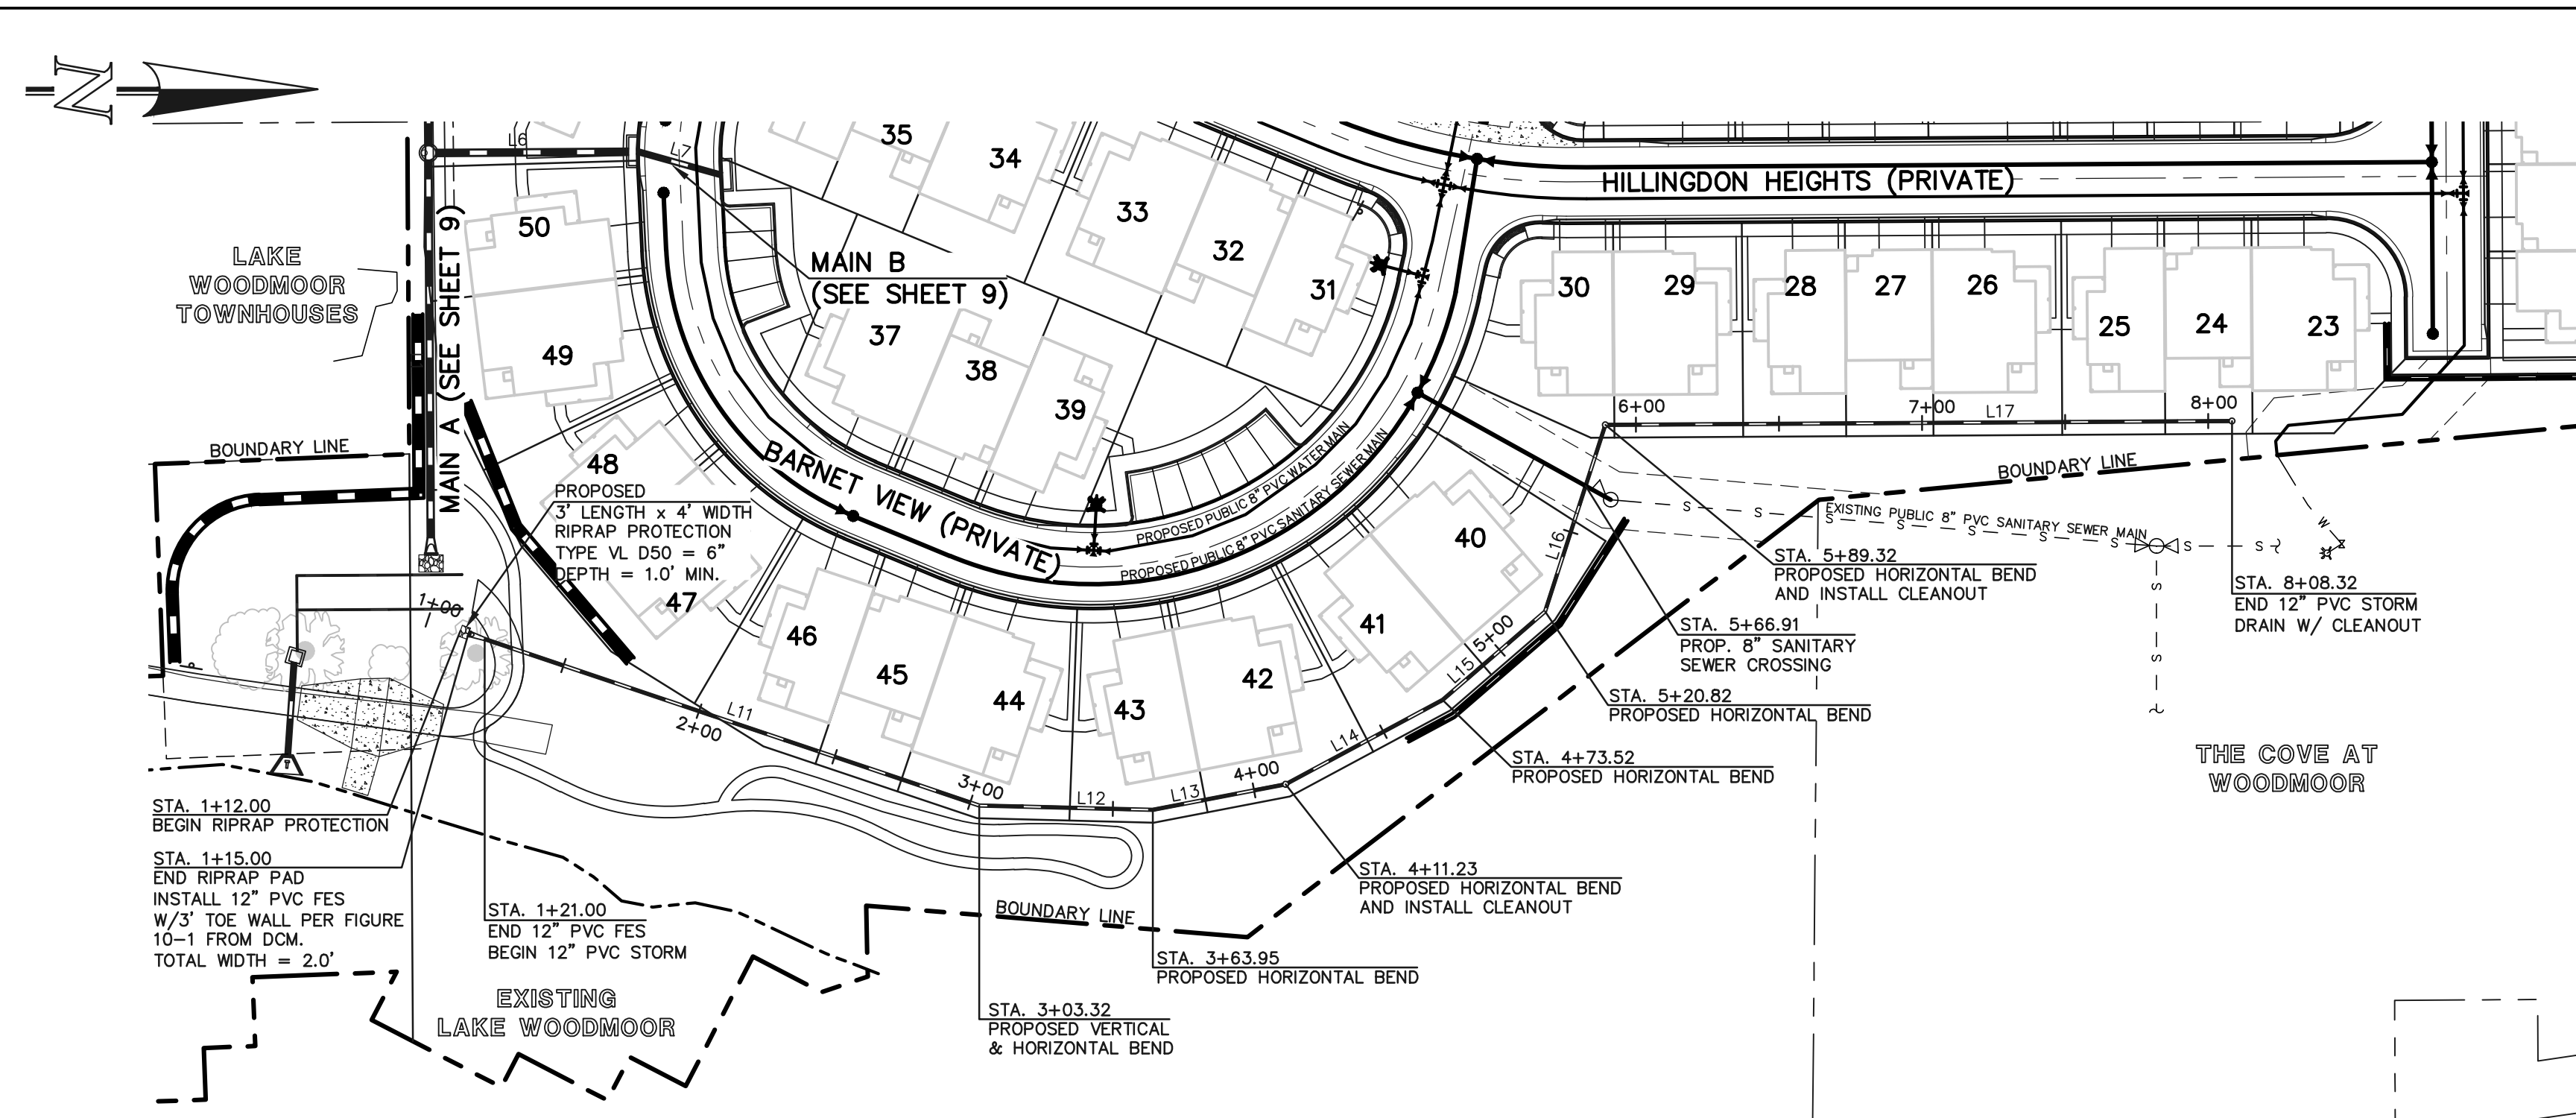 N
L6
L7
35
34
33
32
31
50
49
37
38
39
HILLINGDON HEIGHTS (PRIVATE)
30
29
28
27
26
25
24
23
LAKE
WOODMOOR
TOWNHOUSES
MAIN A (SEE SHEET 9)
MAIN B
(SEE SHEET 9)
BOUNDARY LINE
48
PROPOSED
3' LENGTH x 4' WIDTH
RIPRAP PROTECTION
TYPE VL D50 = 6"
DEPTH = 1.0' MIN.
47
BARNET VIEW (PRIVATE)
PROPOSED PUBLIC 8" PVC WATER MAIN
PROPOSED PUBLIC 8" PVC SANITARY SEWER MAIN
6+00
7+00
L17
8+00
BOUNDARY LINE
EXISTING PUBLIC 8" PVC SANITARY SEWER MAIN
S
S
S
S
S
S
S
S
S
S
S
S
W
40
41
42
43
44
45
46
1+00
L11
2+00
3+00
L12
L13
4+00
L14
L15
5+00
L16
STA. 5+89.32
PROPOSED HORIZONTAL BEND
AND INSTALL CLEANOUT
STA. 8+08.32
END 12" PVC STORM
DRAIN W/ CLEANOUT
STA. 5+66.91
PROP. 8" SANITARY
SEWER CROSSING
STA. 5+20.82
PROPOSED HORIZONTAL BEND
STA. 4+73.52
PROPOSED HORIZONTAL BEND
THE COVE AT
WOODMOOR
STA. 1+12.00
BEGIN RIPRAP PROTECTION
STA. 1+15.00
END RIPRAP PAD
INSTALL 12" PVC FES
W/3' TOE WALL PER FIGURE
10-1 FROM DCM.
TOTAL WIDTH = 2.0'
STA. 1+21.00
END 12" PVC FES
BEGIN 12" PVC STORM
STA. 4+11.23
PROPOSED HORIZONTAL BEND
AND INSTALL CLEANOUT
BOUNDARY LINE
STA. 3+63.95
PROPOSED HORIZONTAL BEND
EXISTING
LAKE WOODMOOR
STA. 3+03.32
PROPOSED VERTICAL
& HORIZONTAL BEND